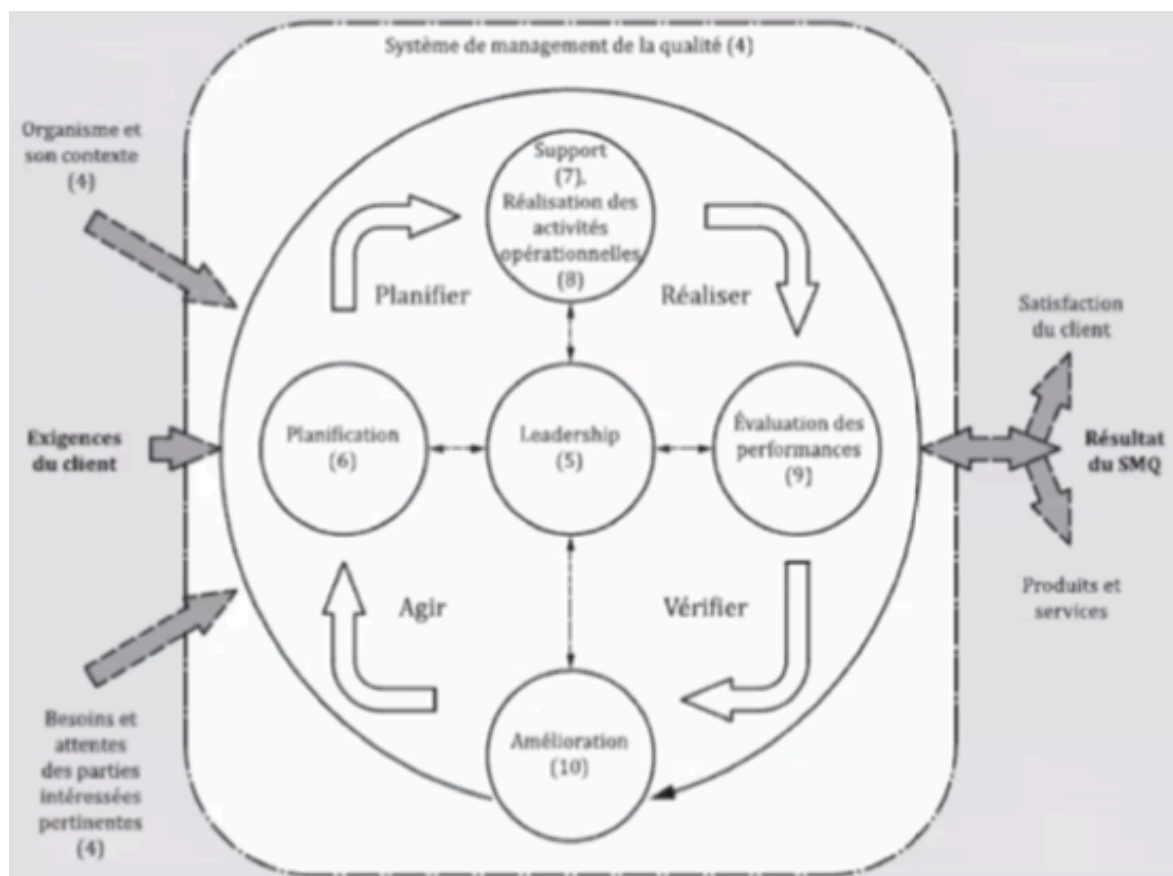 Système de management de la qualité (4)
Organisme et
son contexte
(4)
Support
(7),
Réalisation des
activités
opérationnelles
(8)
Planifier
Réaliser
Satisfaction
du client
Exigences
du client
Planification
(6)
Leadership
(5)
Évaluation des
performances
(9)
Résultat
du SMQ
Agir
Vérifier
Produits et
services
Besoins et
attentes
des parties
intéressées
pertinentes
(4)
Amélioration
(10)